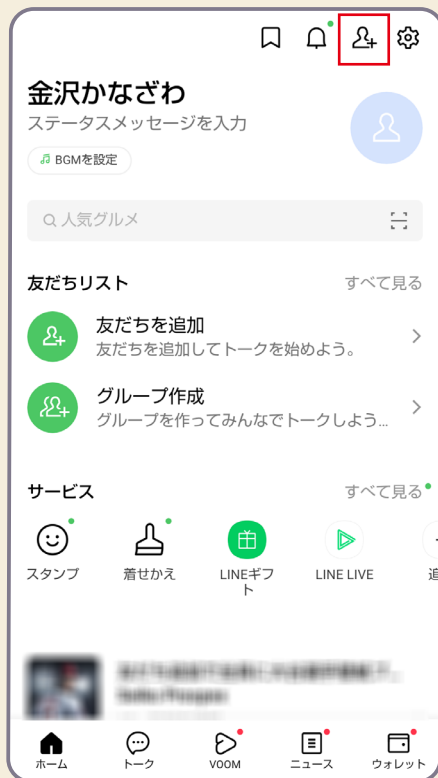 金沢かなざわ
ステータスメッセージを入力
BGMを設定
人気グルメ
友だちリスト すべて見る
友だちを追加
友だちを追加してトークを始めよう。
グループ作成
グループを作ってみんなでトークしよう...
サービス すべて見る
スタンプ 着せかえ LINEギフ LINE LIVE 追
ト
ホーム トーク VOOM ニュース ウォレット